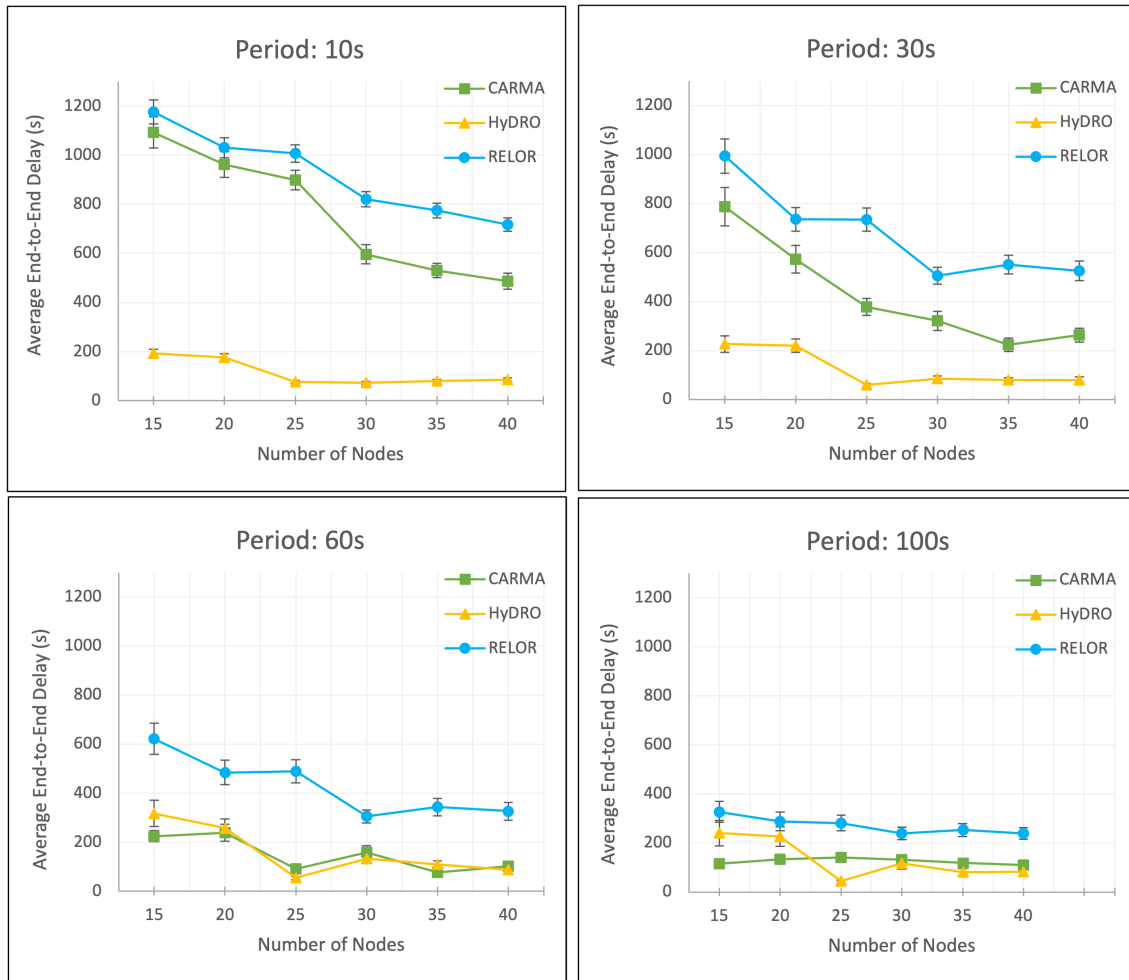 Period: 10s
CARMA
HyDRO
RELOR
Average End-to-End Delay (s)
1200
1000
800
600
400
200
0
15 20 25 30 35 40
Number of Nodes
Period: 30s
CARMA
HyDRO
RELOR
Average End-to-End Delay (s)
1200
1000
800
600
400
200
0
15 20 25 30 35 40
Number of Nodes
Period: 60s
CARMA
HyDRO
RELOR
Average End-to-End Delay (s)
1200
1000
800
600
400
200
0
15 20 25 30 35 40
Number of Nodes
Period: 100s
CARMA
HyDRO
RELOR
Average End-to-End Delay (s)
1200
1000
800
600
400
200
0
15 20 25 30 35 40
Number of Nodes